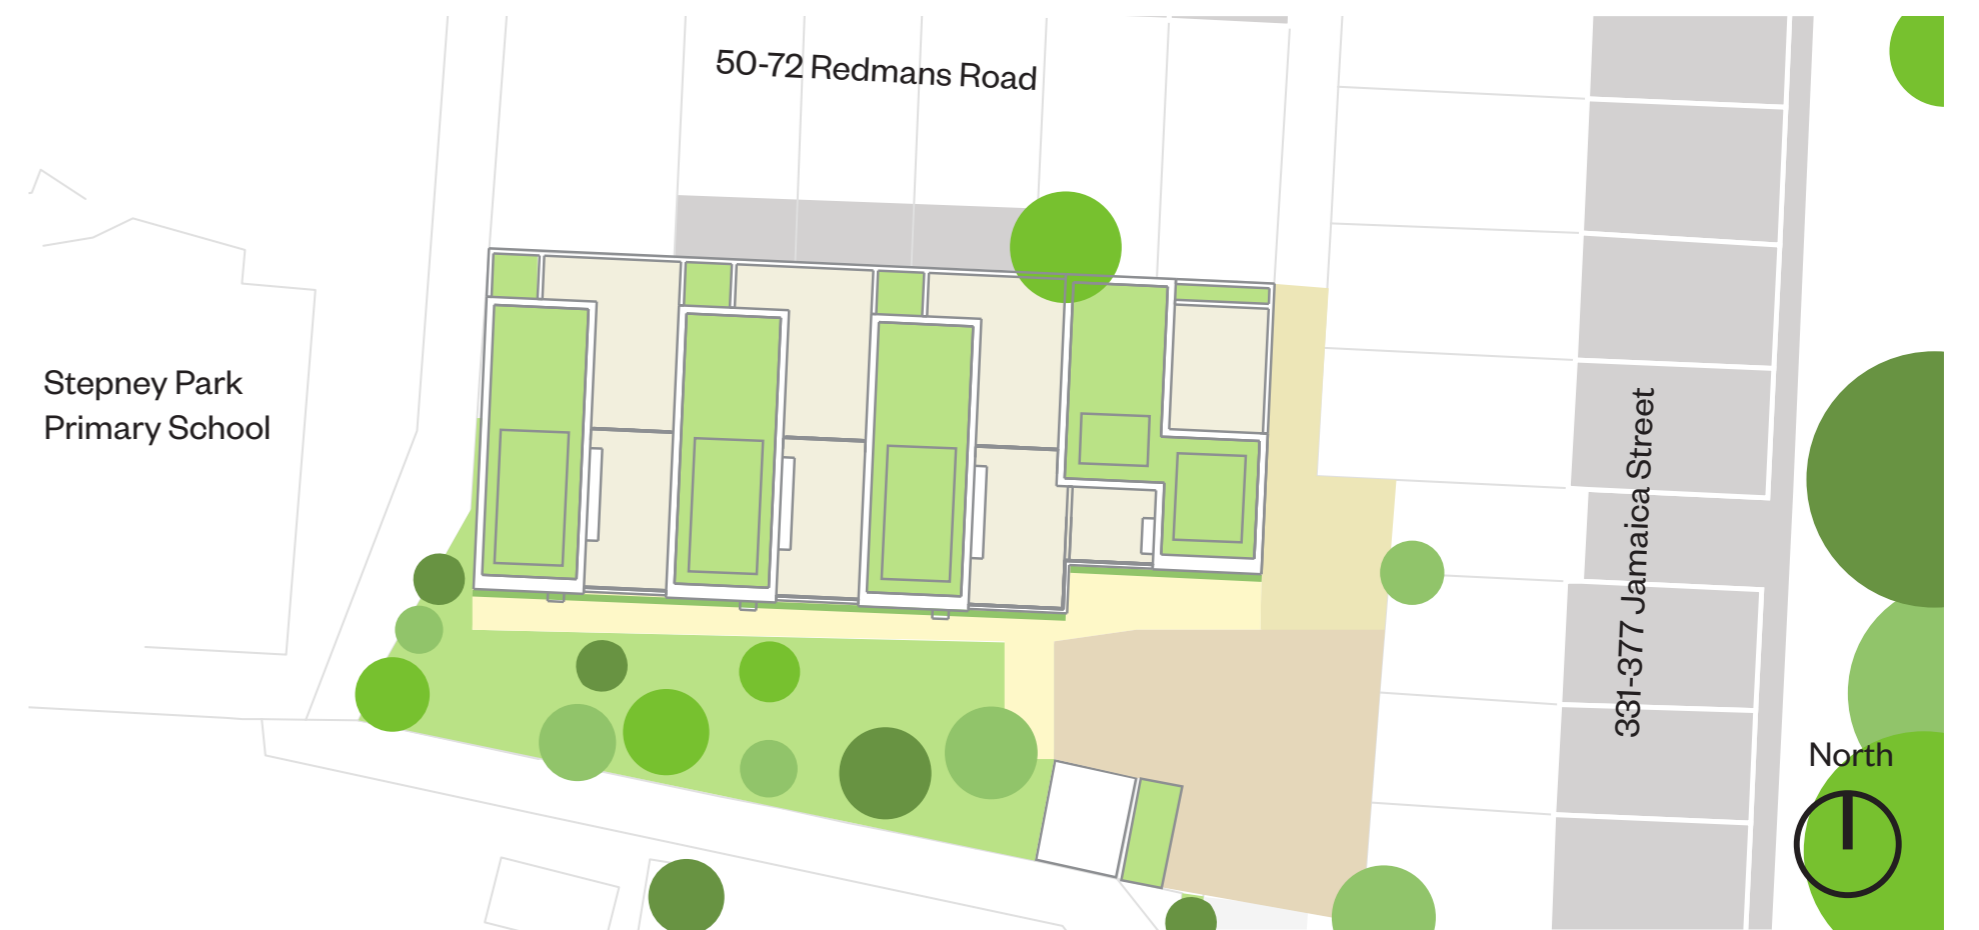 50-72 Redmans Road
Stepney Park
Primary School
331-377 Jamaica Street
North